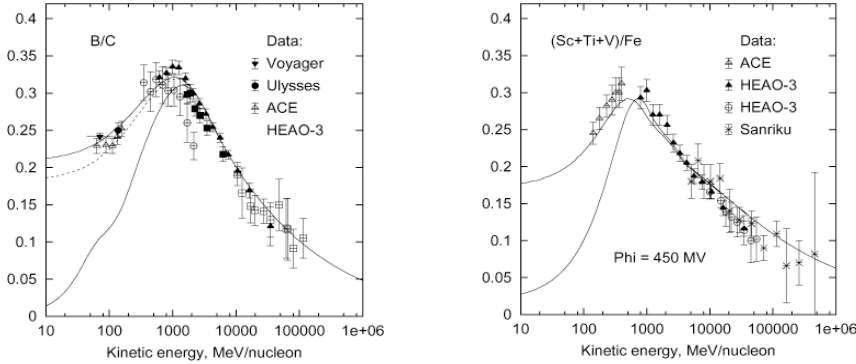 B/C
Data:
Voyager
Ulysses
ACE
HEAO-3
0.4
0.35
0.3
0.25
0.2
0.15
0.1
0.05
0
10
100
1000
10000
100000
1e+06
Kinetic energy, MeV/nucleon
(Sc+Ti+V)/Fe
Data:
ACE
HEAO-3
HEAO-3
Sanriku
Phi = 450 MV
0.4
0.35
0.3
0.25
0.2
0.15
0.1
0.05
0
10
100
1000
10000
100000
1e+06
Kinetic energy, MeV/nucleon